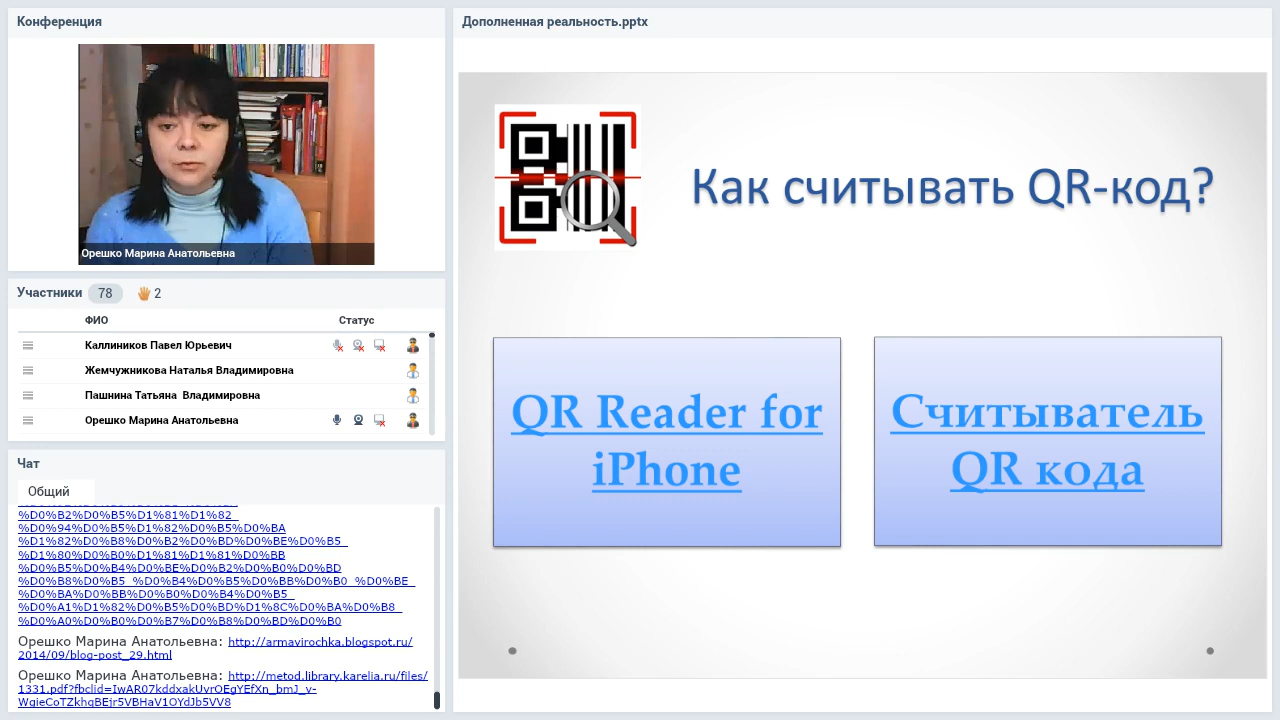 Конференция
Орешко Марина Анатольевна
Участники 78 2
ФИО Статус
Каллиников Павел Юрьевич
Жемчужникова Наталья Владимировна
Пашнина Татьяна Владимировна
Орешко Марина Анатольевна
Чат
Общий
%D0%B2%D0%B5%D1%81%D1%82_
%D0%94%D0%B5%D1%82%D0%B5%D0%BA
%D1%82%D0%B8%D0%B2%D0%BD%D0%BE%D0%B5_
%D1%80%D0%B0%D1%81%D1%81%D0%BB
%D0%B5%D0%B4%D0%BE%D0%B2%D0%B0%D0%BD
%D0%B8%D0%B5_%D0%B4%D0%B5%D0%BB%D0%B0_%D0%BE_
%D0%BA%D0%BB%D0%B0%D0%B4%D0%B5_
%D0%A1%D1%82%D0%B5%D0%BD%D1%8C%D0%BA%D0%B8_
%D0%A0%D0%B0%D0%B7%D0%B8%D0%BD%D0%B0
Орешко Марина Анатольевна: http://armavirochka.blogspot.ru/
2014/09/blog-post_29.html
Орешко Марина Анатольевна: http://metod.library.karelia.ru/files/
1331.pdf?fbclid=IwAR07kddxakUvrOEgYEfXn_bmJ_v-
WgieCoTZkhqBEjr5VBHaV1OYdJb5VV8
Дополненная реальность.pptx
Как считывать QR-код?
QR Reader for
iPhone
Считыватель
QR кода